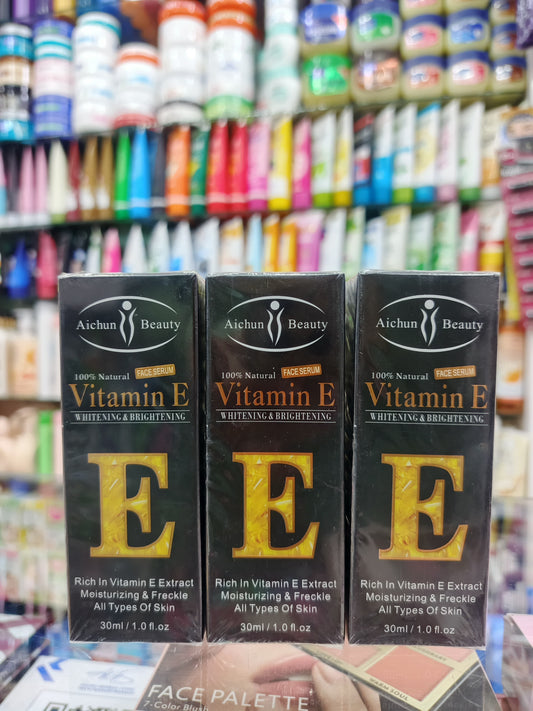 Aichun Beauty
100% Natural FACE SERUM
Vitamin E
WHITENING & BRIGHTENING
E
Rich In Vitamin E Extract
Moisturizing & Freckle
All Types Of Skin
30ml / 1.0 fl.oz
Aichun Beauty
100% Natural FACE SERUM
Vitamin E
WHITENING & BRIGHTENING
E
Rich In Vitamin E Extract
Moisturizing & Freckle
All Types Of Skin
30ml / 1.0 fl.oz
Aichun Beauty
100% Natural FACE SERUM
Vitamin E
WHITENING & BRIGHTENING
E
Rich In Vitamin E Extract
Moisturizing & Freckle
All Types Of Skin
30ml / 1.0 fl.oz
FACE PALETTE
7-Color Blush
WARM SOUL